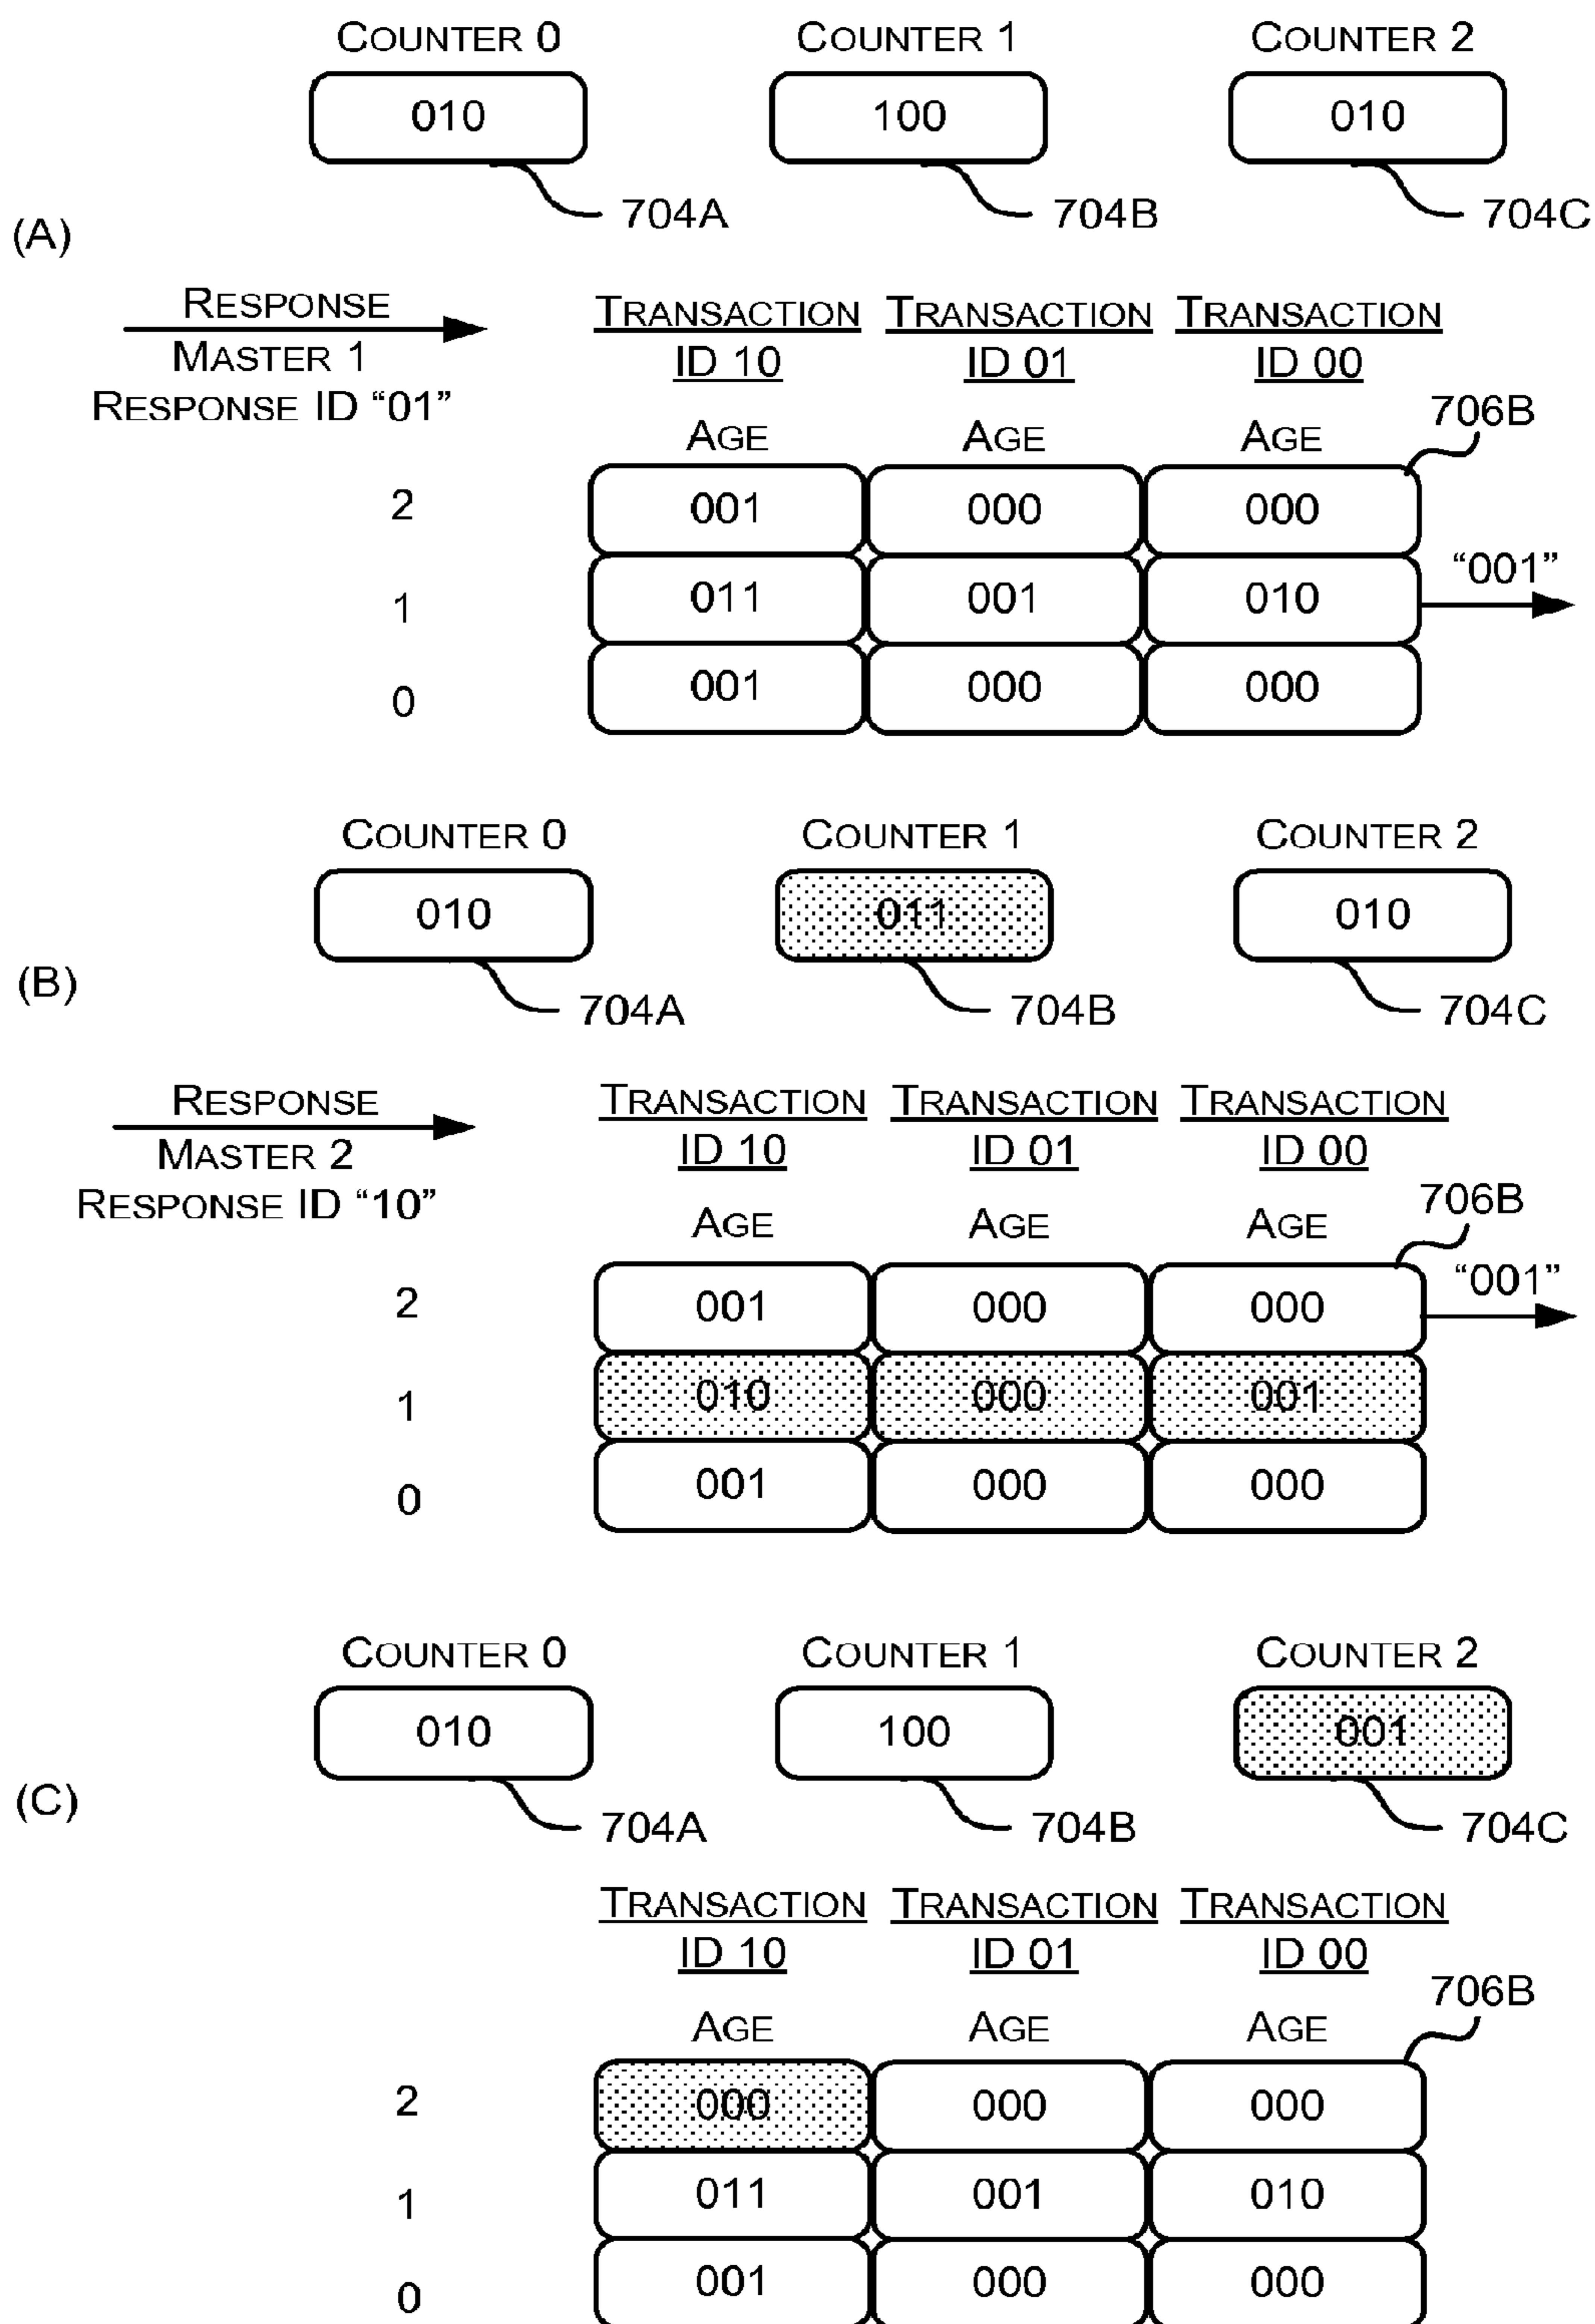 COUNTER 0 COUNTER 1 COUNTER 2
010 100 010
704A 704B 704C
(A)
RESPONSE
MASTER 1
RESPONSE ID “01”
TRANSACTION TRANSACTION TRANSACTION
ID 10 ID 01 ID 00
AGE AGE AGE
706B
2 001 000 000
“001”
1 011 001 010
0 001 000 000
COUNTER 0 COUNTER 1 COUNTER 2
010 011 010
(B)
704A 704B 704C
RESPONSE
MASTER 2
RESPONSE ID “10”
TRANSACTION TRANSACTION TRANSACTION
ID 10 ID 01 ID 00
AGE AGE AGE
706B
“001”
2 001 000 000
1 010 000 001
0 001 000 000
COUNTER 0 COUNTER 1 COUNTER 2
010 100 001
(C)
704A 704B 704C
TRANSACTION TRANSACTION TRANSACTION
ID 10 ID 01 ID 00
AGE AGE AGE
706B
2 000 000 000
1 011 001 010
0 001 000 000